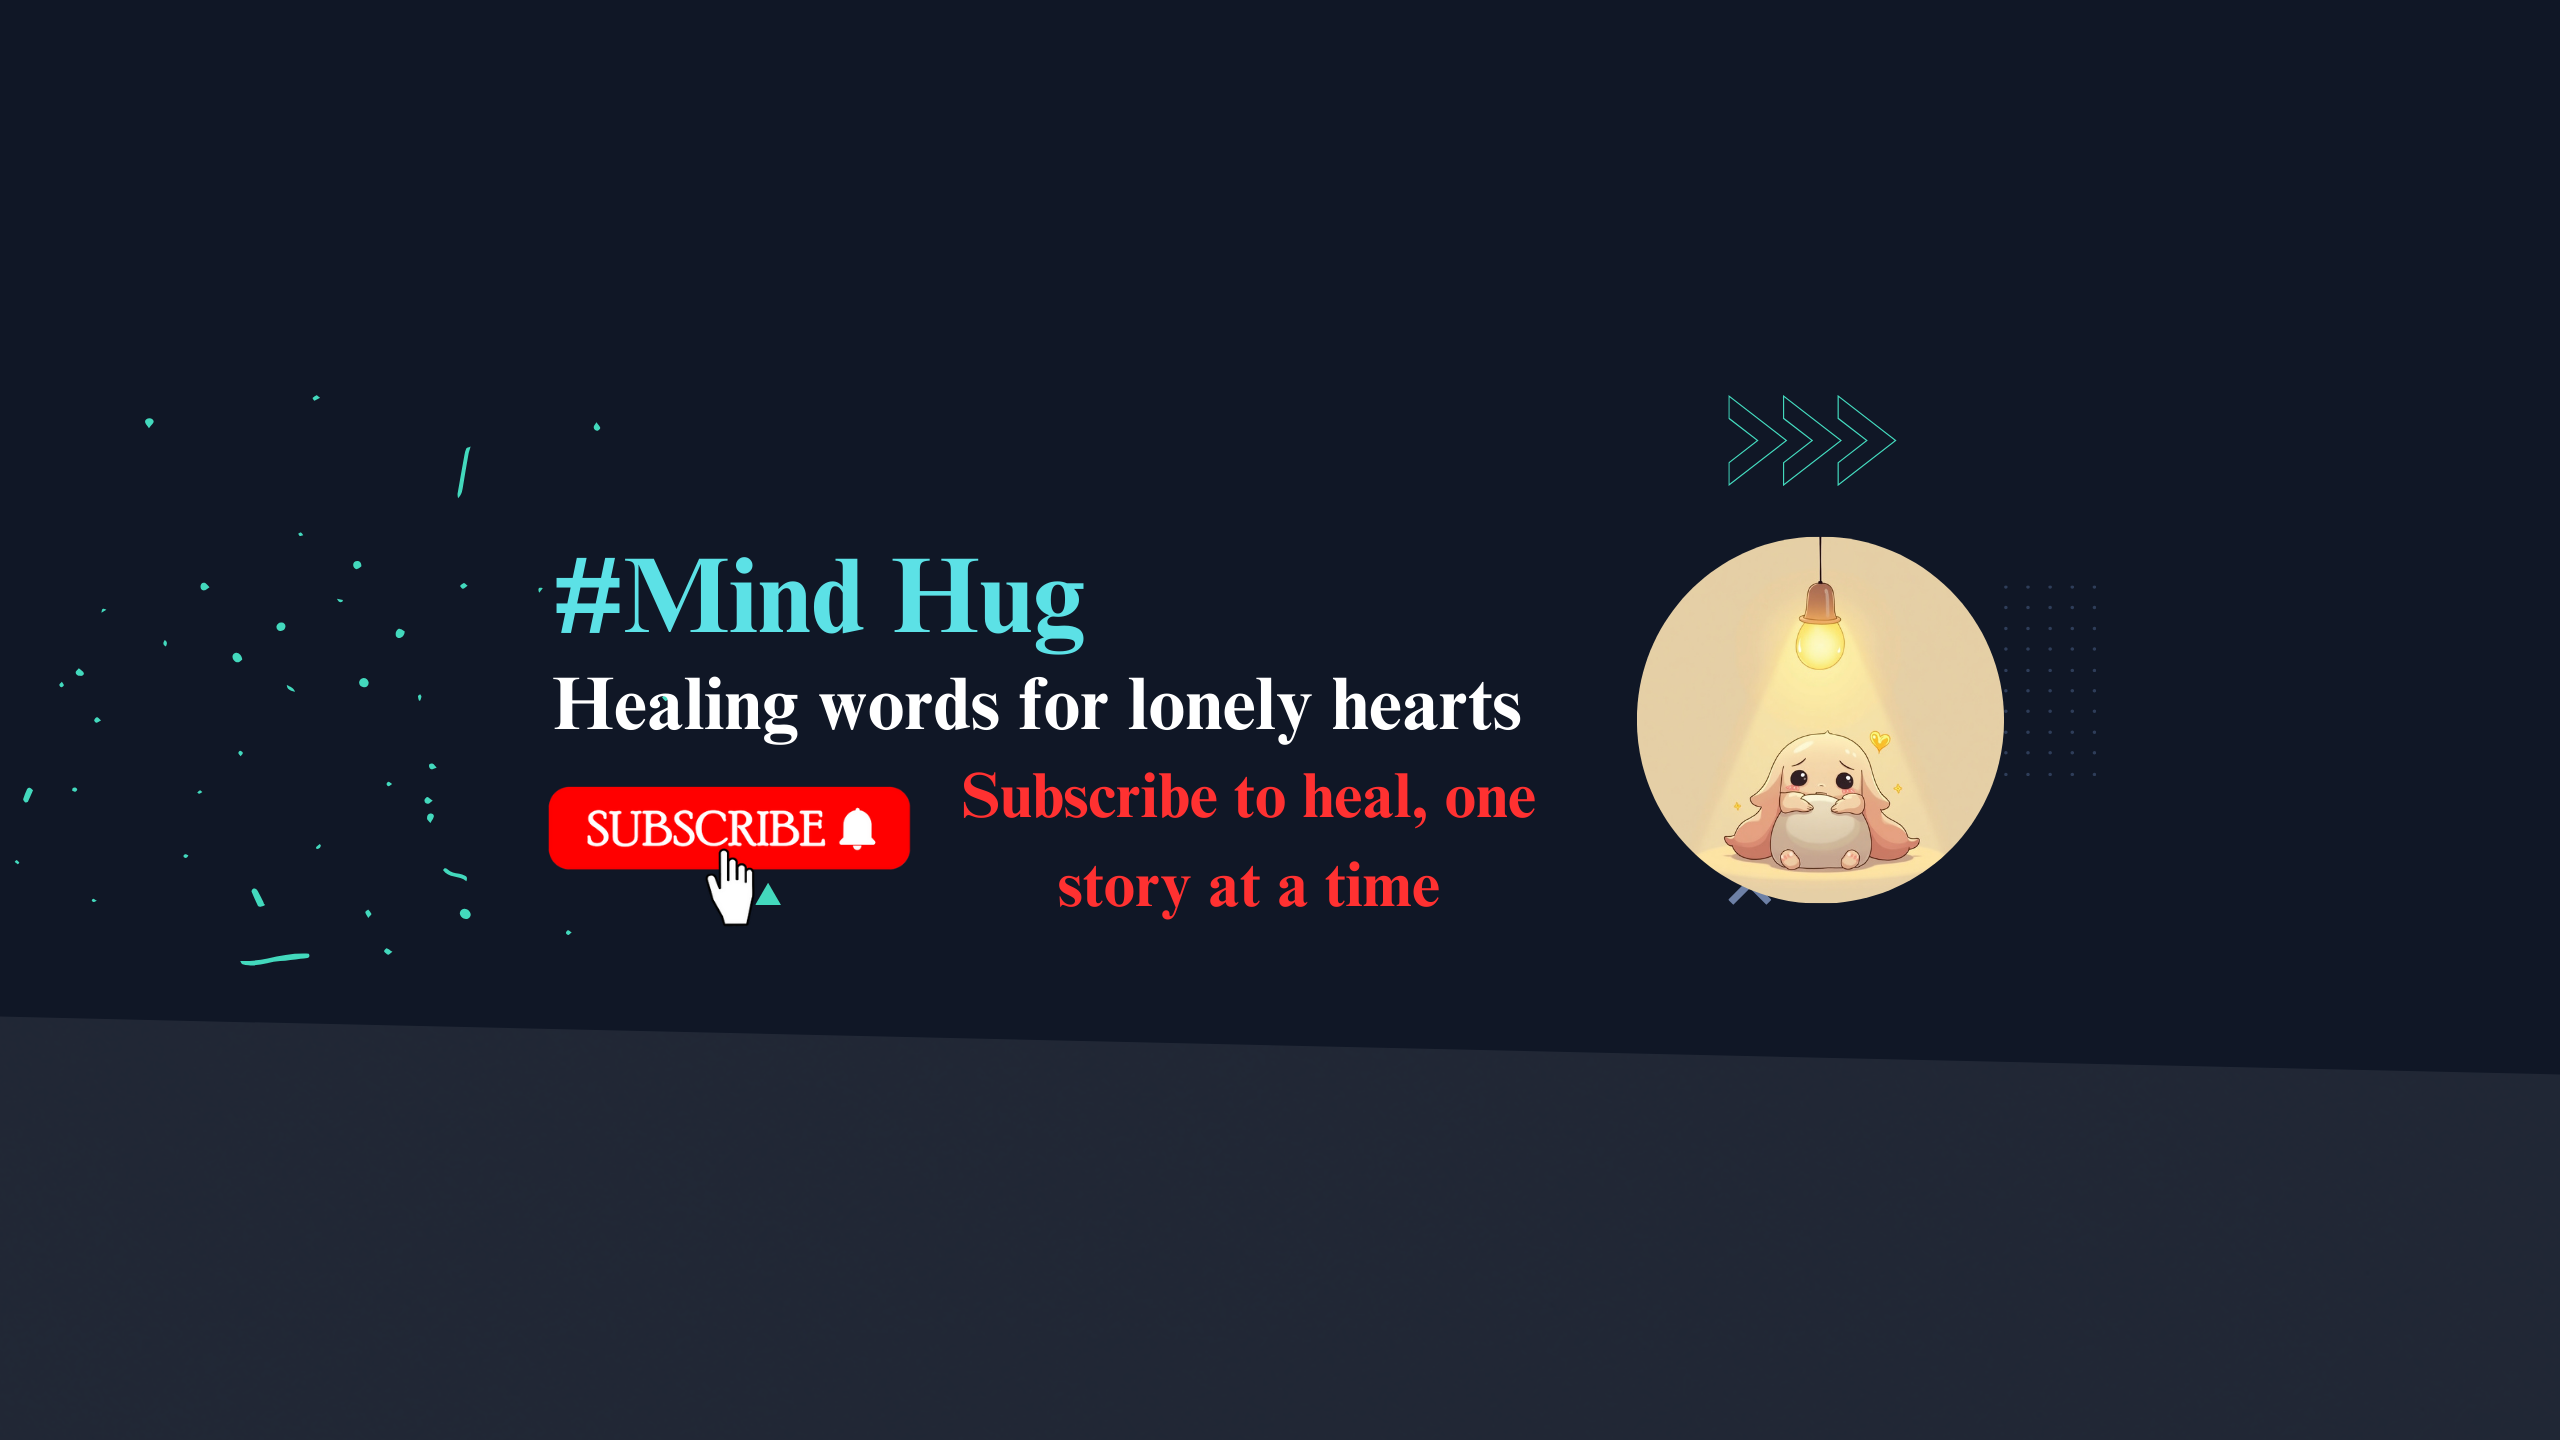 #Mind Hug
Healing words for lonely hearts
SUBSCRIBE
Subscribe to heal, one
story at a time